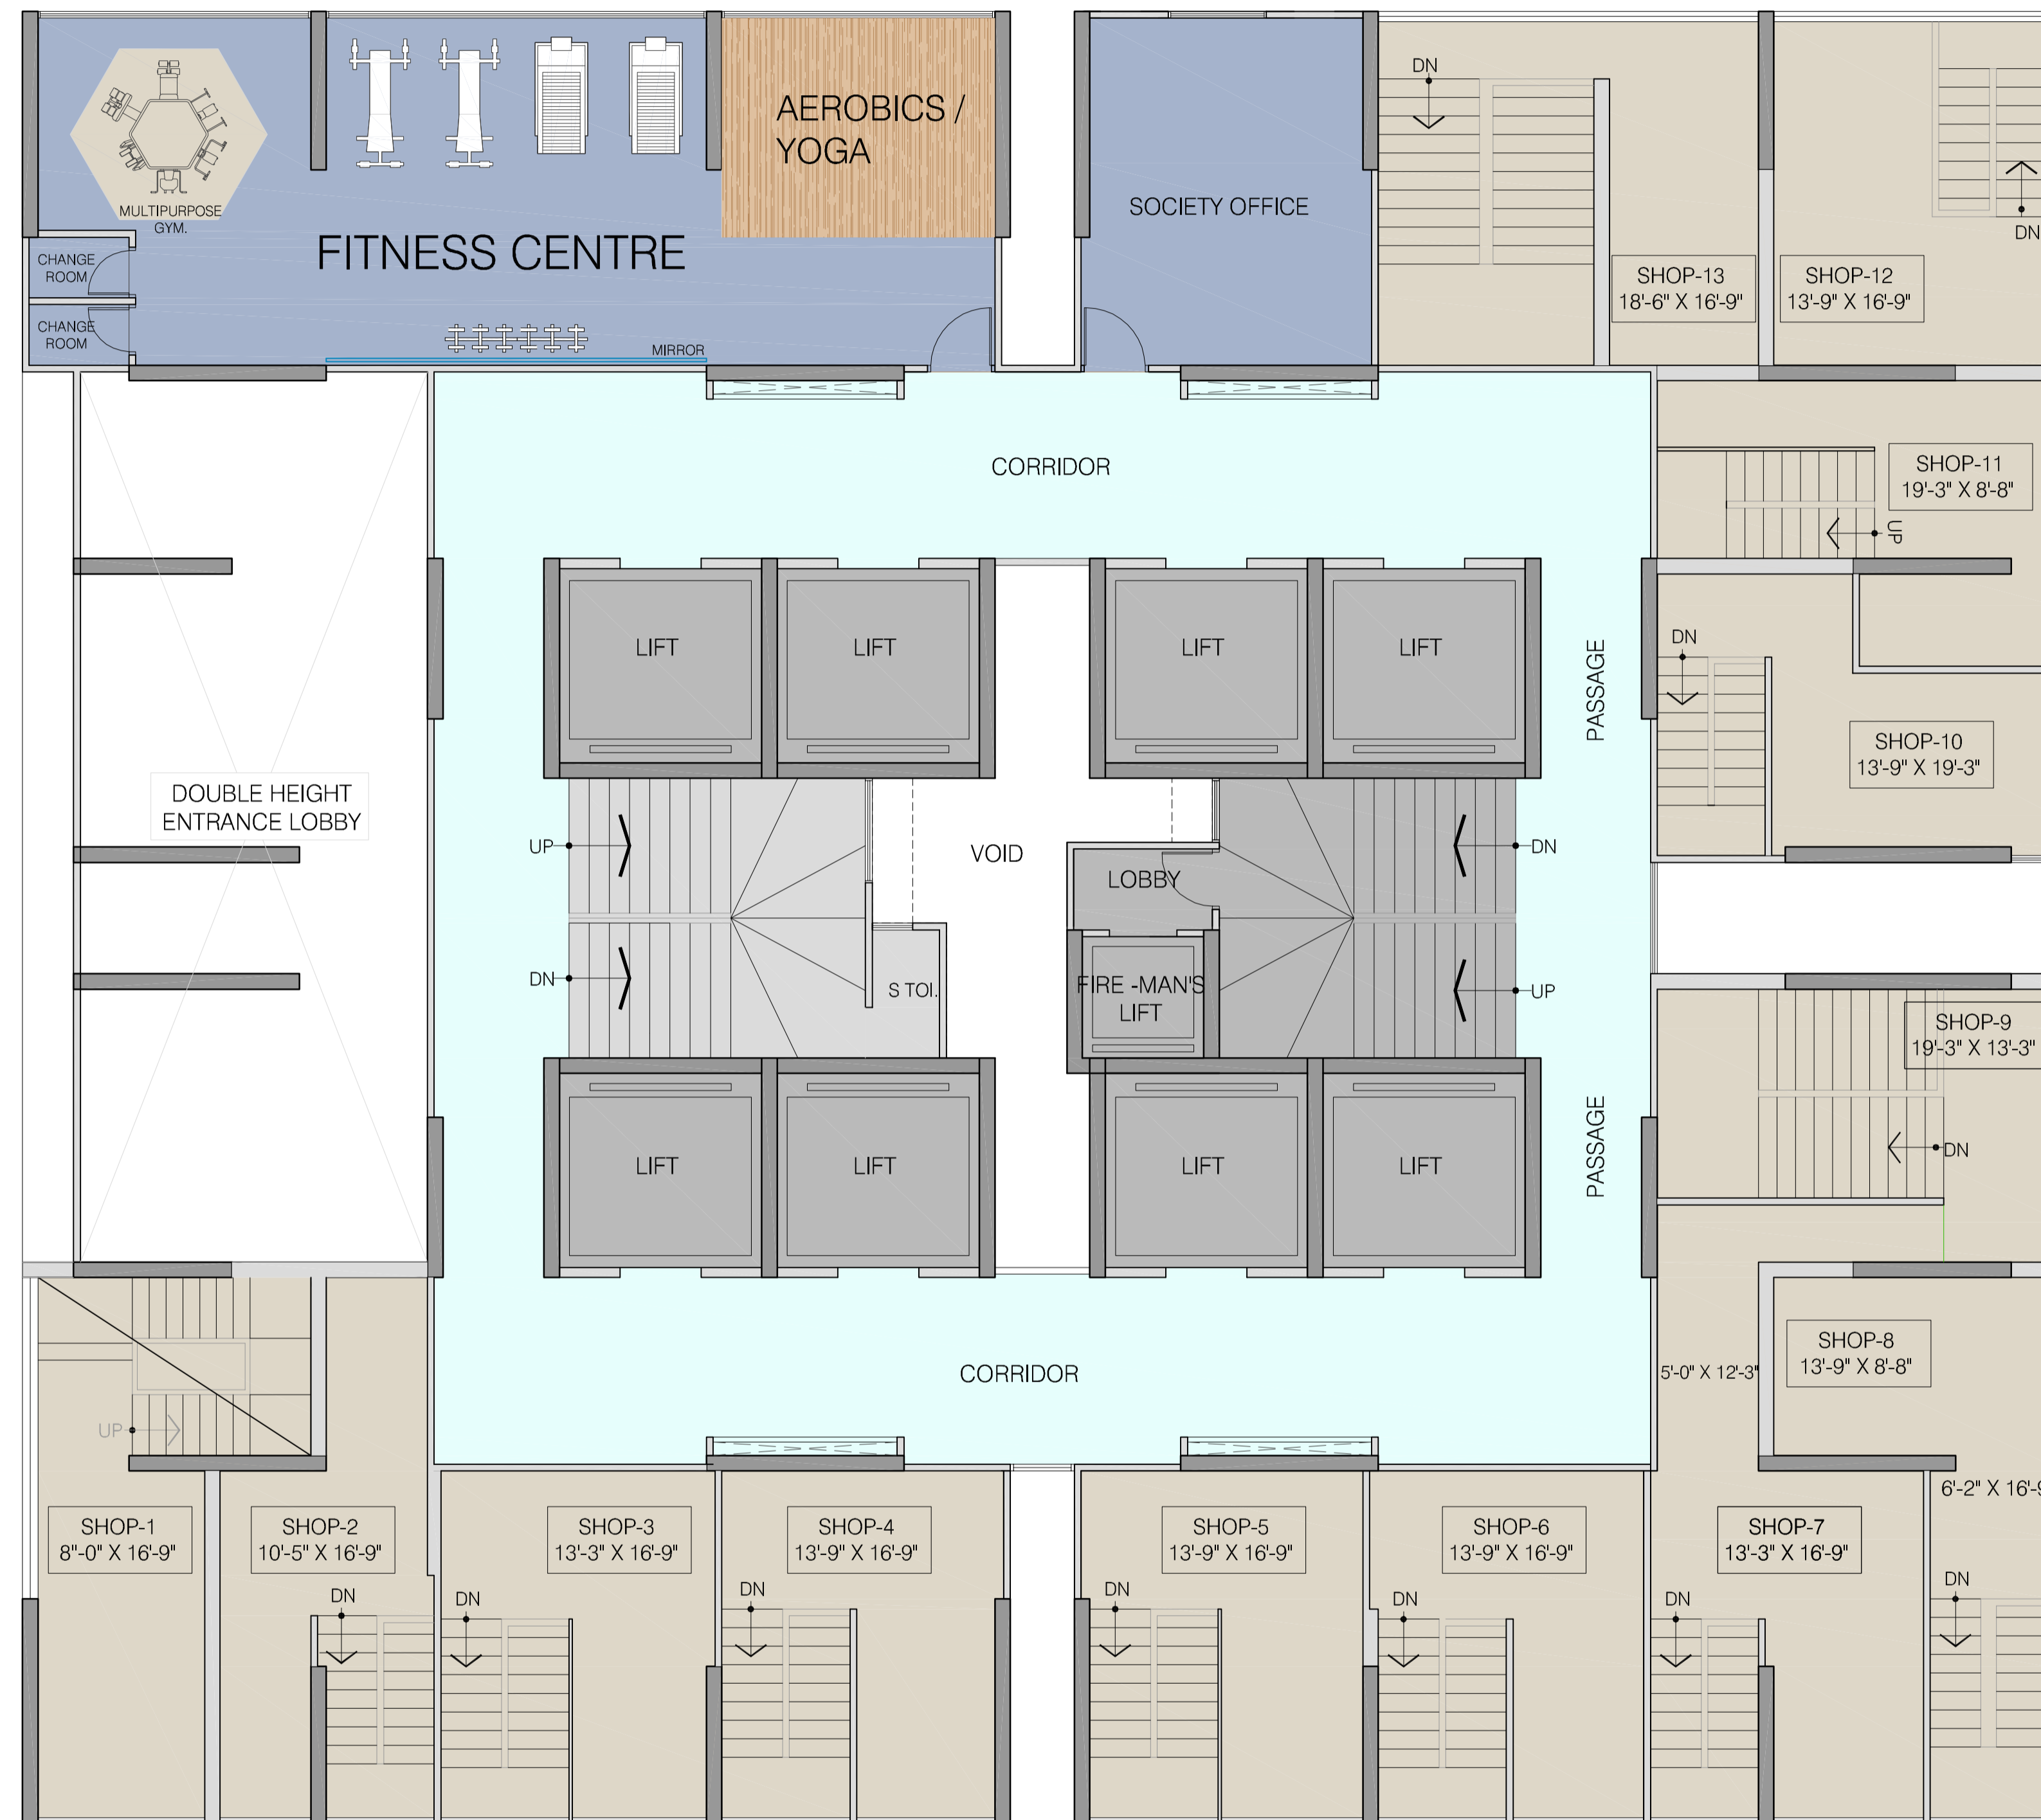 DN
AEROBICS /
YOGA
MULTIPURPOSE
GYM.
SOCIETY OFFICE
DN
FITNESS CENTRE
CHANGE
ROOM
CHANGE
ROOM
MIRROR
SHOP-13
18'-6" X 16'-9"
SHOP-12
13'-9" X 16'-9"
CORRIDOR
SHOP-11
19'-3" X 8'-8"
UP
LIFT
LIFT
LIFT
LIFT
PASSAGE
DN
SHOP-10
13'-9" X 19'-3"
DOUBLE HEIGHT
ENTRANCE LOBBY
UP
VOID
LOBBY
DN
DN
S TOI.
FIRE -MAN'S
LIFT
UP
SHOP-9
19'-3" X 13'-3"
DN
LIFT
LIFT
LIFT
LIFT
PASSAGE
CORRIDOR
5'-0" X 12'-3"
SHOP-8
13'-9" X 8'-8"
UP
6'-2" X 16'-9
SHOP-1
8"-0" X 16'-9"
SHOP-2
10'-5" X 16'-9"
SHOP-3
13'-3" X 16'-9"
SHOP-4
13'-9" X 16'-9"
SHOP-5
13'-9" X 16'-9"
SHOP-6
13'-9" X 16'-9"
SHOP-7
13'-3" X 16'-9"
DN
DN
DN
DN
DN
DN
DN